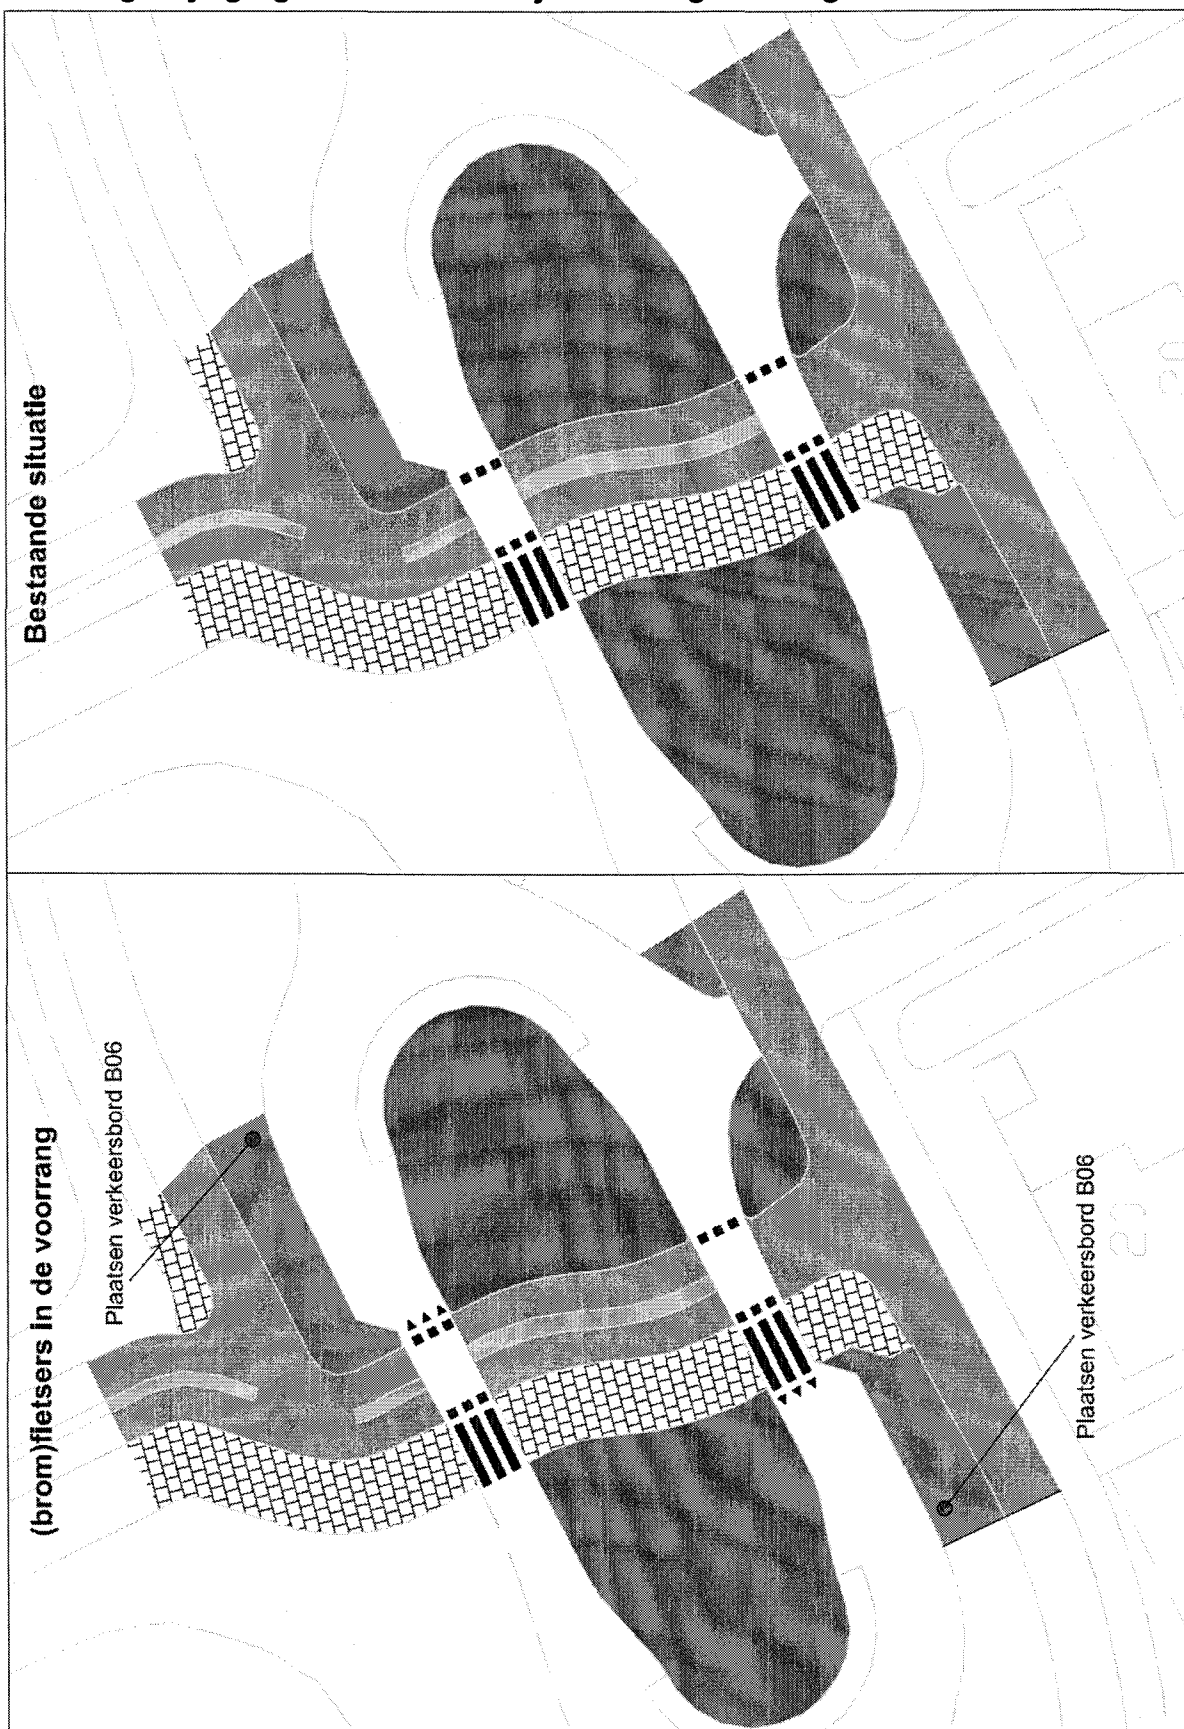 Bestaande situatie
(brom)fietsers in de voorrang
Plaatsen verkeersbord B06
Plaatsen verkeersbord B06